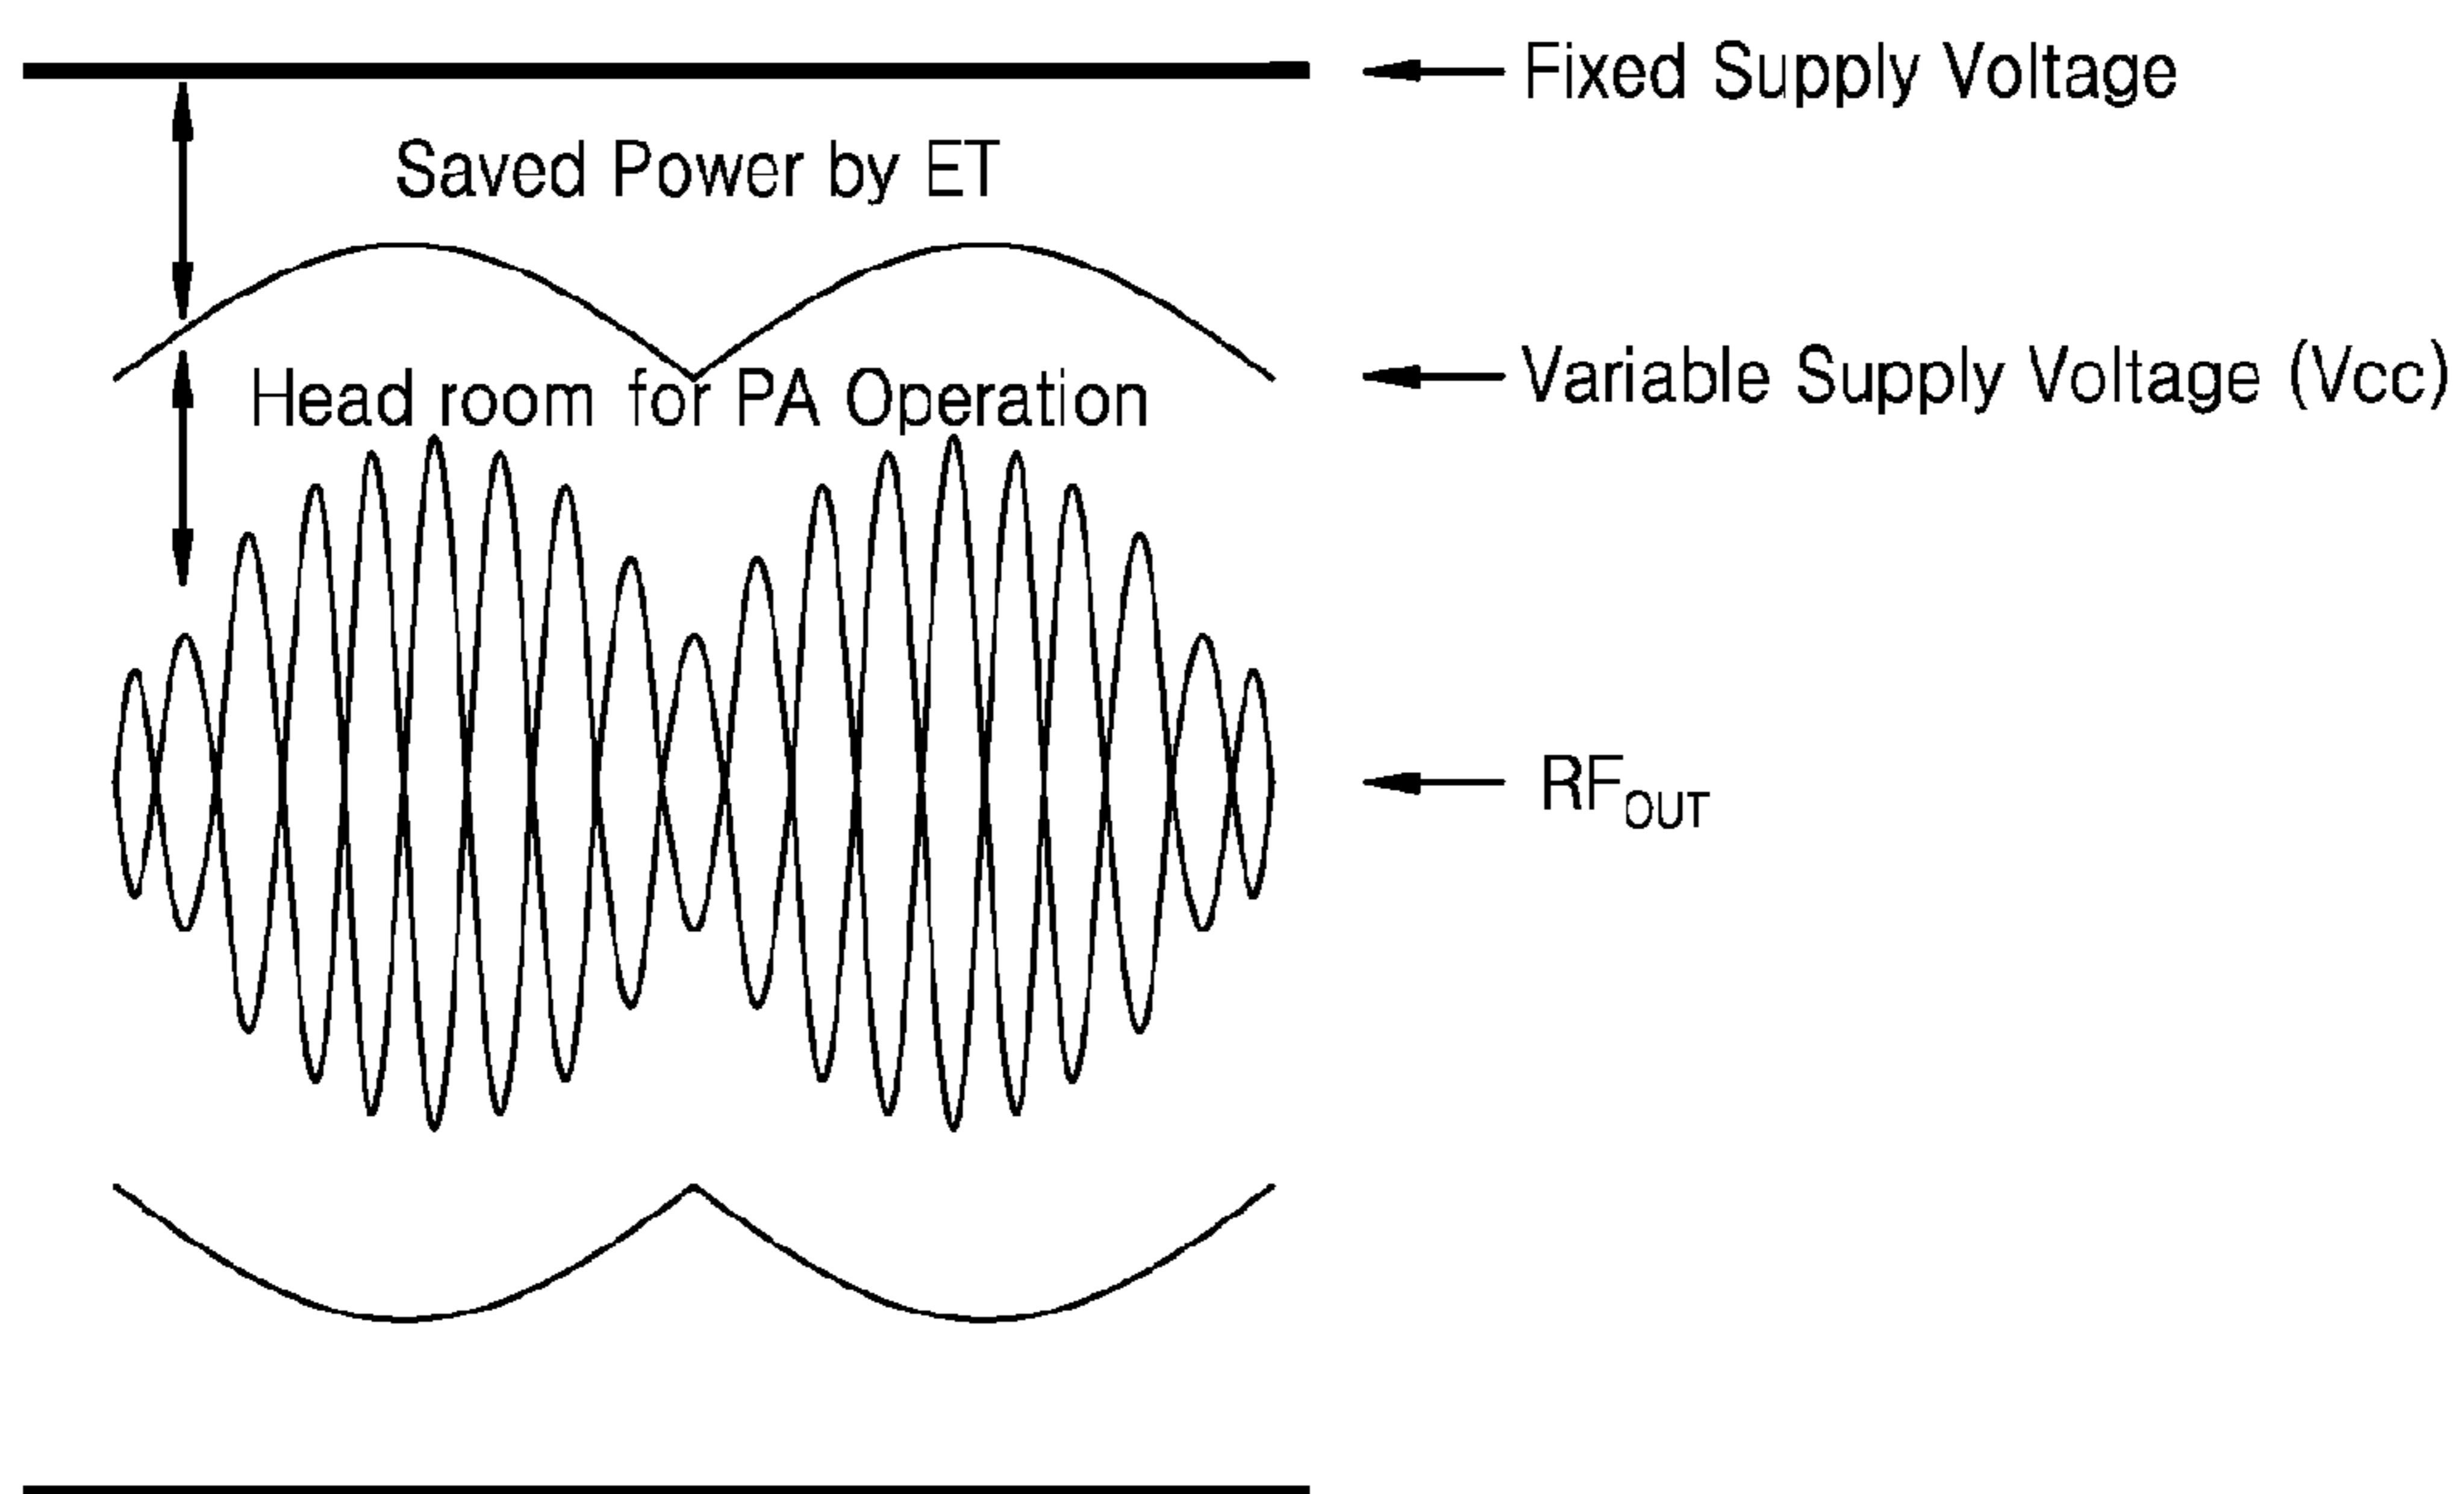 Fixed Supply Voltage
Saved Power by ET
Variable Supply Voltage (Vcc)
Head room for PA Operation
RFOUT